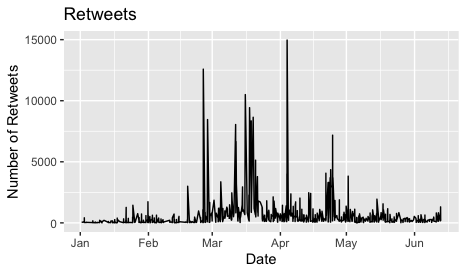 Retweets
Number of Retweets
15000
10000
5000
0
Jan Feb Mar Apr May Jun
Date